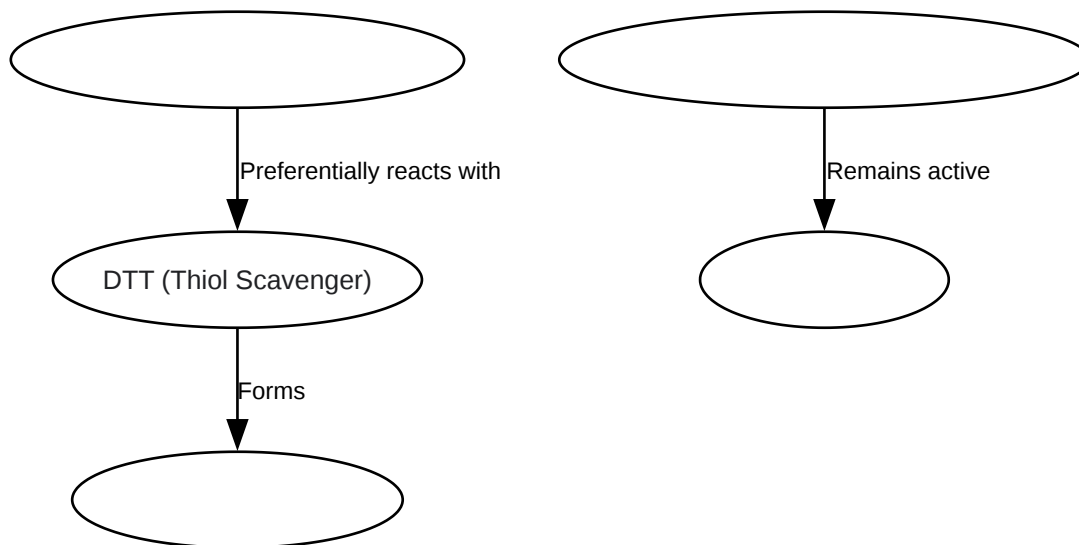 Preferentially reacts with
Remains active
DTT (Thiol Scavenger)
Forms